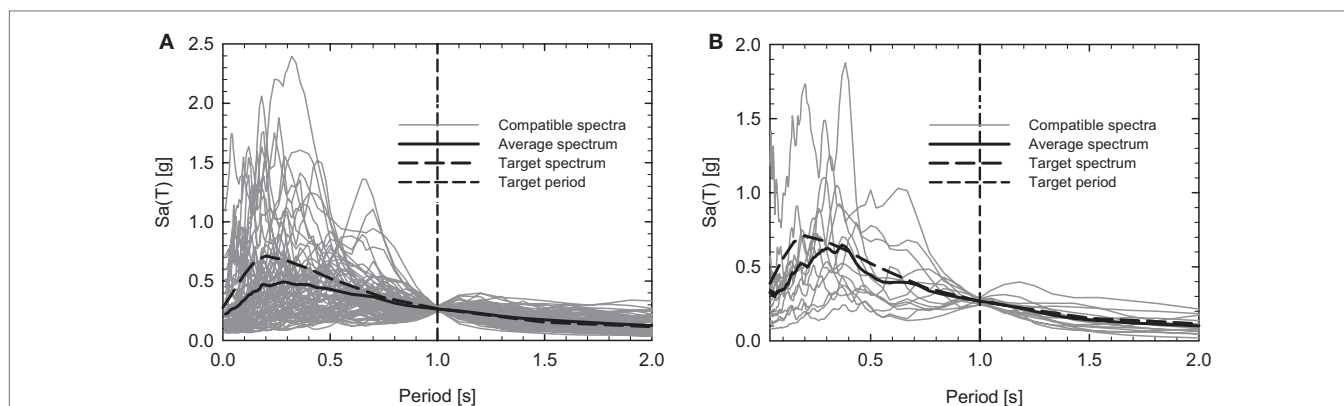 A
2.5
2.0
1.5
1.0
0.5
0.0
Sa(T) [g]
Compatible spectra
Average spectrum
Target spectrum
Target period
0.0 0.5 1.0 1.5 2.0
Period [s]
B
2.0
1.5
1.0
0.5
0.0
Sa(T) [g]
Compatible spectra
Average spectrum
Target spectrum
Target period
0.5 1.0 1.5 2.0
Period [s]